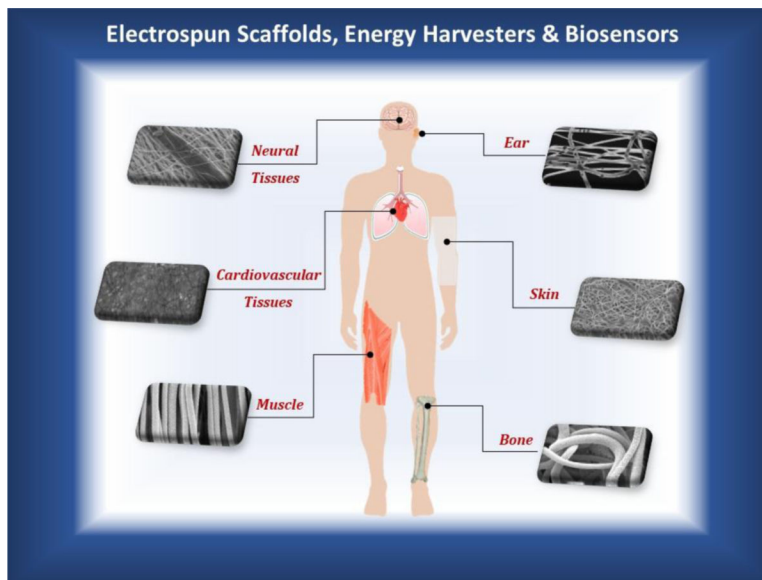 Electrospun Scaffolds, Energy Harvesters & Biosensors
Neural
Tissues
Ear
Cardiovascular
Tissues
Skin
Muscle
Bone